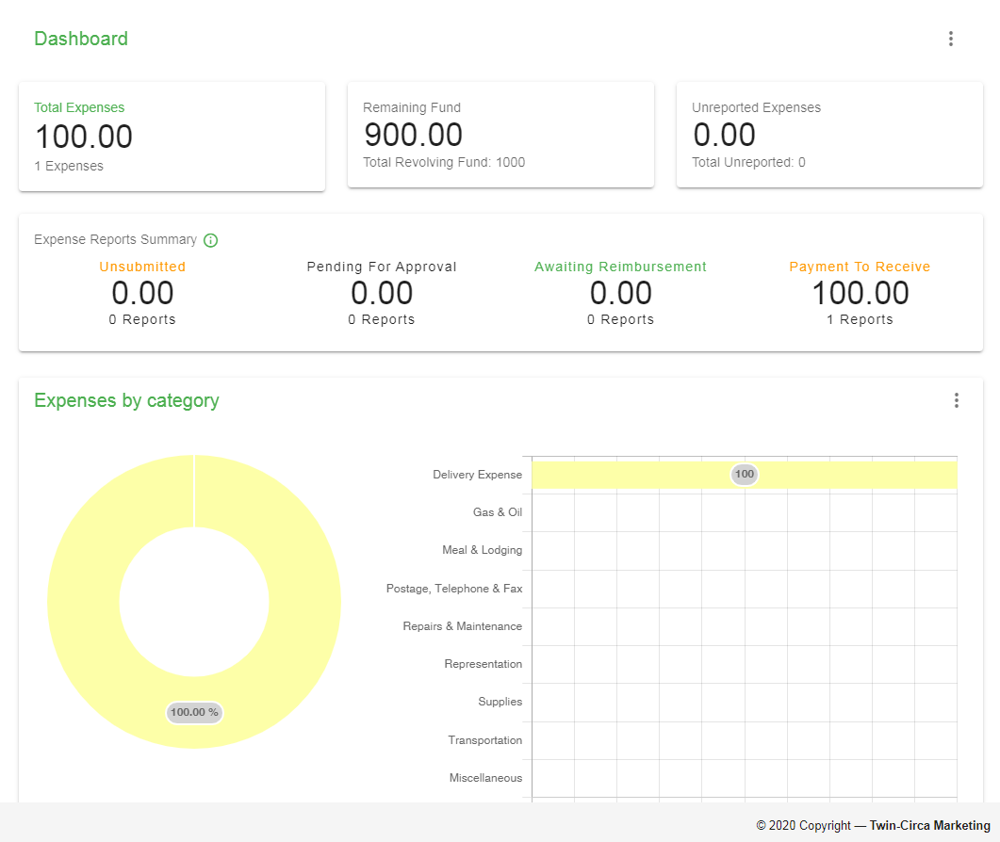 Dashboard
Total Expenses
100.00
1 Expenses
Remaining Fund
900.00
Total Revolving Fund: 1000
Unreported Expenses
0.00
Total Unreported: 0
Expense Reports Summary
Unsubmitted
0.00
0 Reports
Pending For Approval
0.00
0 Reports
Awaiting Reimbursement
0.00
0 Reports
Payment To Receive
100.00
1 Reports
Expenses by category
100.00 %
Delivery Expense
100
Gas & Oil
Meal & Lodging
Postage, Telephone & Fax
Repairs & Maintenance
Representation
Supplies
Transportation
Miscellaneous
© 2020 Copyright — Twin-Circa Marketing